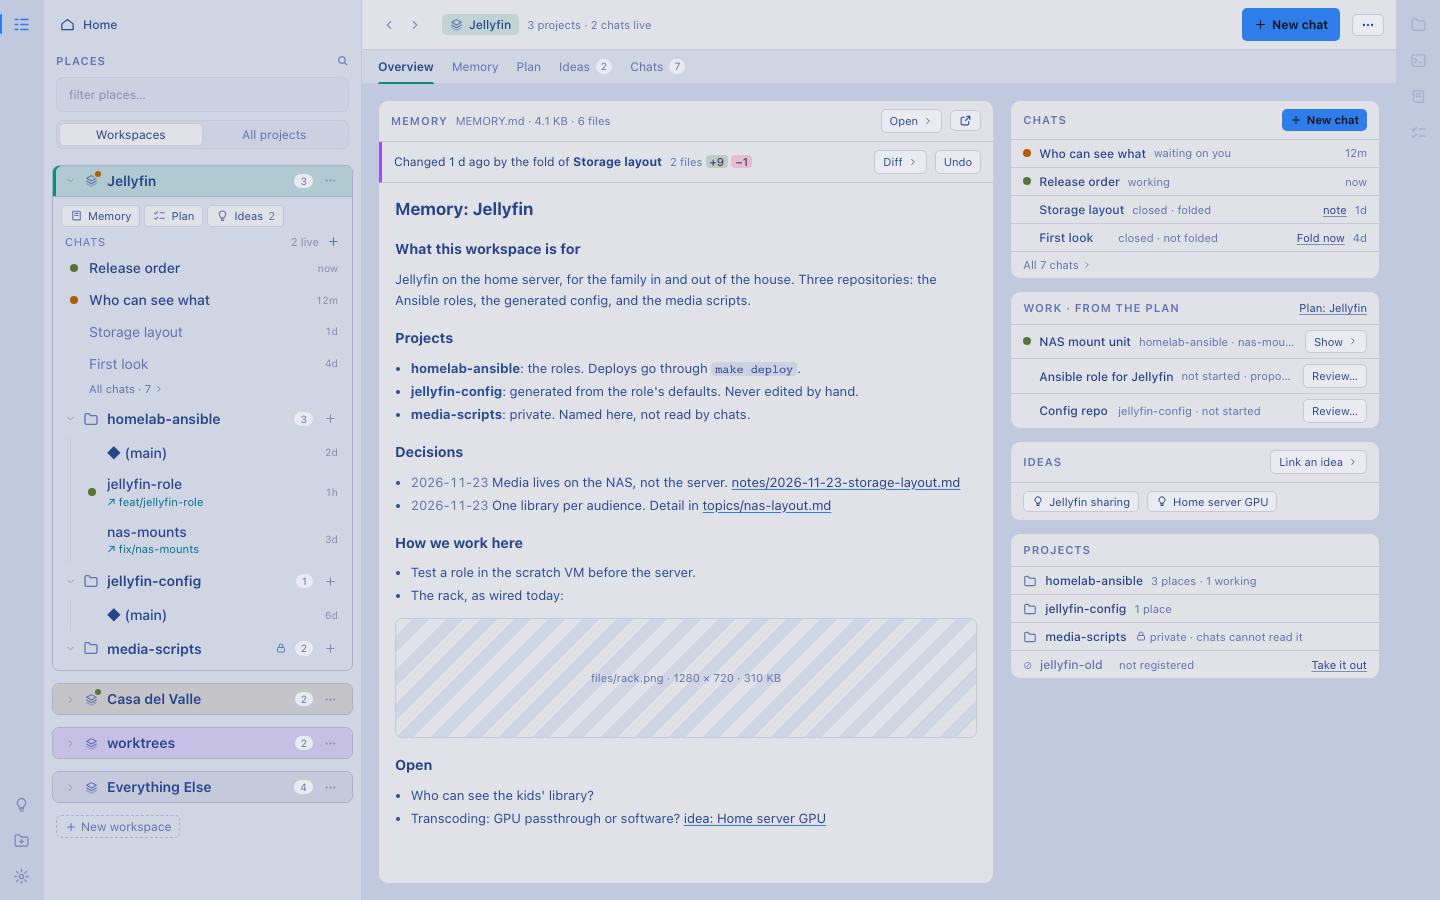 Home
PLACES
filter places...
Workspaces
All projects
Jellyfin
3
Memory
Plan
Ideas 2
CHATS
2 live
Release order
now
Who can see what
12m
Storage layout
1d
First look
4d
All chats · 7
homelab-ansible
3
(main)
2d
jellyfin-role
1h
feat/jellyfin-role
nas-mounts
3d
fix/nas-mounts
jellyfin-config
1
(main)
6d
media-scripts
2
Casa del Valle
2
worktrees
2
Everything Else
4
New workspace
Jellyfin
3 projects · 2 chats live
New chat
Overview
Memory
Plan
Ideas 2
Chats 7
MEMORY MEMORY.md · 4.1 KB · 6 files
Open
Changed 1 d ago by the fold of Storage layout 2 files +9 −1
Diff
Undo
Memory: Jellyfin
What this workspace is for
Jellyfin on the home server, for the family in and out of the house. Three repositories: the
Ansible roles, the generated config, and the media scripts.
Projects
• homelab-ansible: the roles. Deploys go through make deploy.
• jellyfin-config: generated from the role's defaults. Never edited by hand.
• media-scripts: private. Named here, not read by chats.
Decisions
• 2026-11-23 Media lives on the NAS, not the server. notes/2026-11-23-storage-layout.md
• 2026-11-23 One library per audience. Detail in topics/nas-layout.md
How we work here
• Test a role in the scratch VM before the server.
• The rack, as wired today:
files/rack.png · 1280 × 720 · 310 KB
Open
• Who can see the kids' library?
• Transcoding: GPU passthrough or software? idea: Home server GPU
CHATS
New chat
Who can see what waiting on you 12m
Release order working now
Storage layout closed · folded note 1d
First look closed · not folded Fold now 4d
All 7 chats
WORK · FROM THE PLAN
Plan: Jellyfin
NAS mount unit homelab-ansible · nas-mou... Show
Ansible role for Jellyfin not started · propo... Review...
Config repo jellyfin-config · not started Review...
IDEAS
Link an idea
Jellyfin sharing
Home server GPU
PROJECTS
homelab-ansible 3 places · 1 working
jellyfin-config 1 place
media-scripts private · chats cannot read it
jellyfin-old not registered Take it out